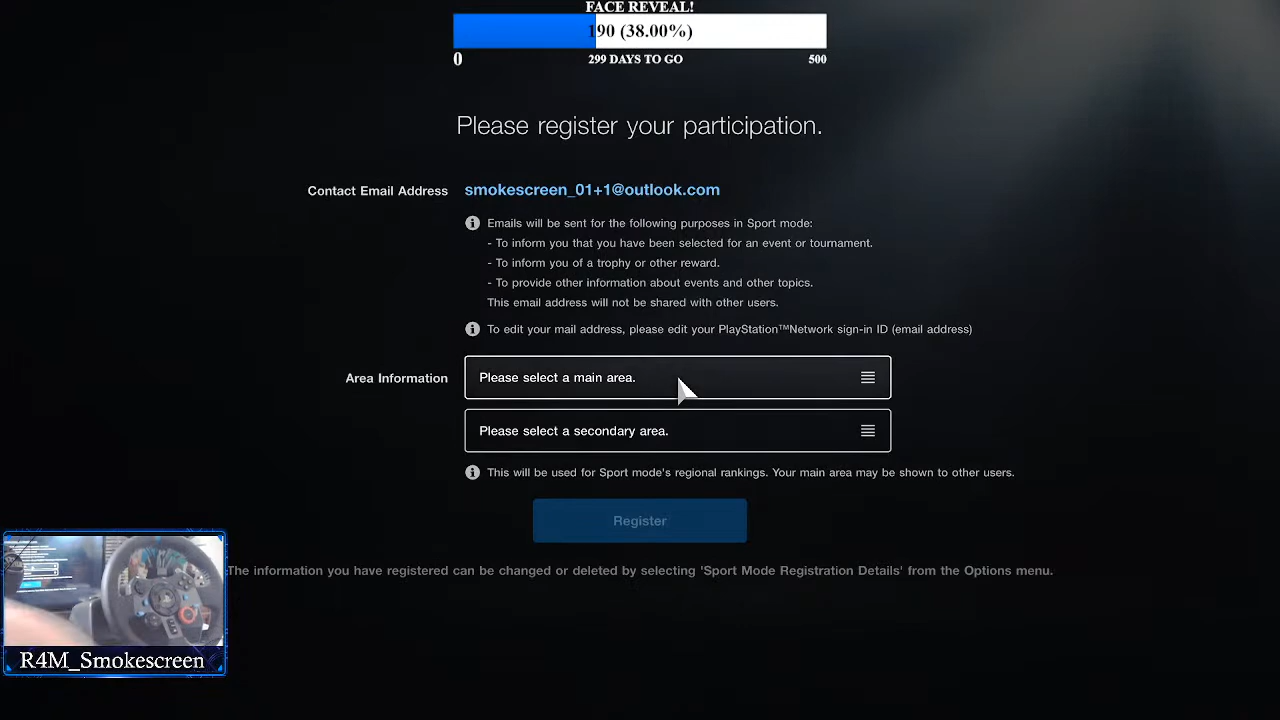 FACE REVEAL!
190 (38.00%)
0
299 DAYS TO GO
500
Please register your participation.
Contact Email Address
smokescreen_01+1@outlook.com
Emails will be sent for the following purposes in Sport mode:
- To inform you that you have been selected for an event or tournament.
- To inform you of a trophy or other reward.
- To provide other information about events and other topics.
This email address will not be shared with other users.
To edit your mail address, please edit your PlayStation™Network sign-in ID (email address)
Area Information
Please select a main area.
Please select a secondary area.
This will be used for Sport mode's regional rankings. Your main area may be shown to other users.
Register
The information you have registered can be changed or deleted by selecting 'Sport Mode Registration Details' from the Options menu.
R4M_Smokescreen